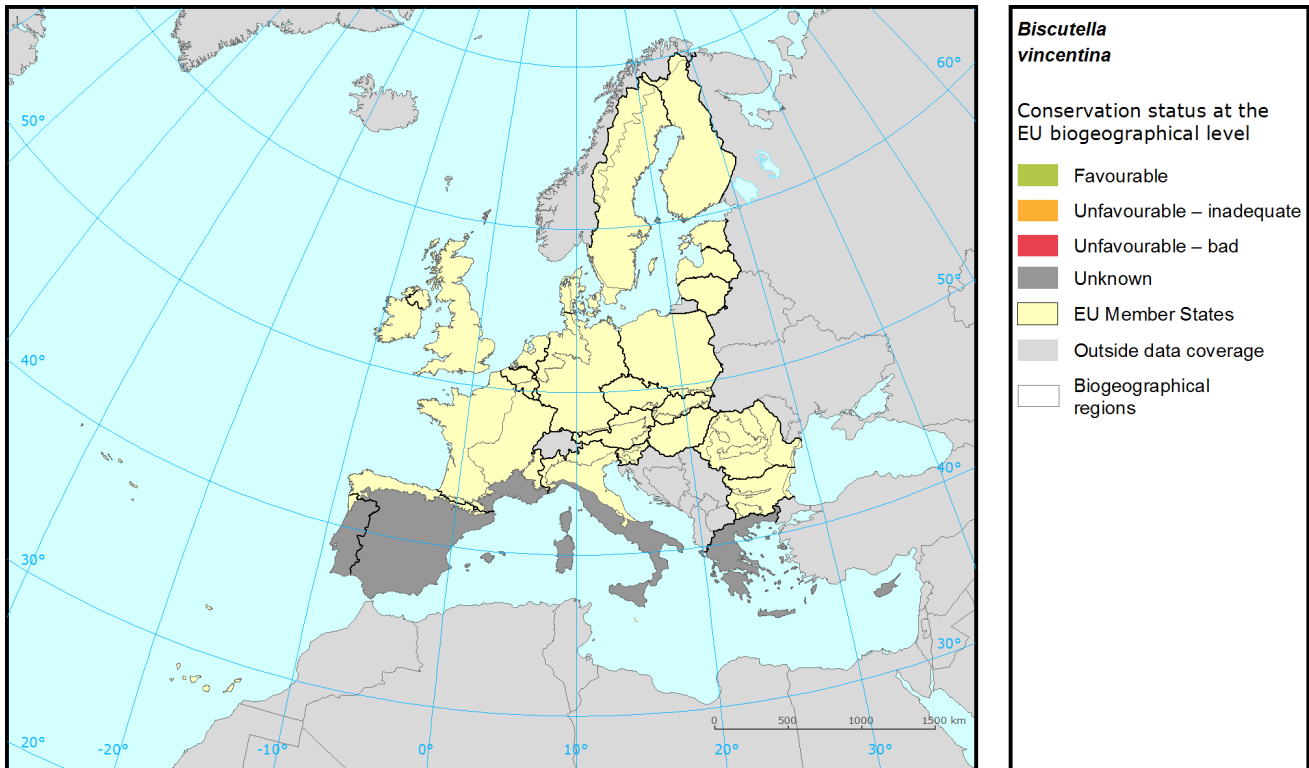 Biscutella
vincentina
Conservation status at the
EU biogeographical level
Favourable
Unfavourable – inadequate
Unfavourable – bad
Unknown
EU Member States
Outside data coverage
Biogeographical
regions
60°
50°
50°
40°
40°
30°
30°
0 500 1000 1500 km
20° -20° -10° 0° 10° 20° 30°